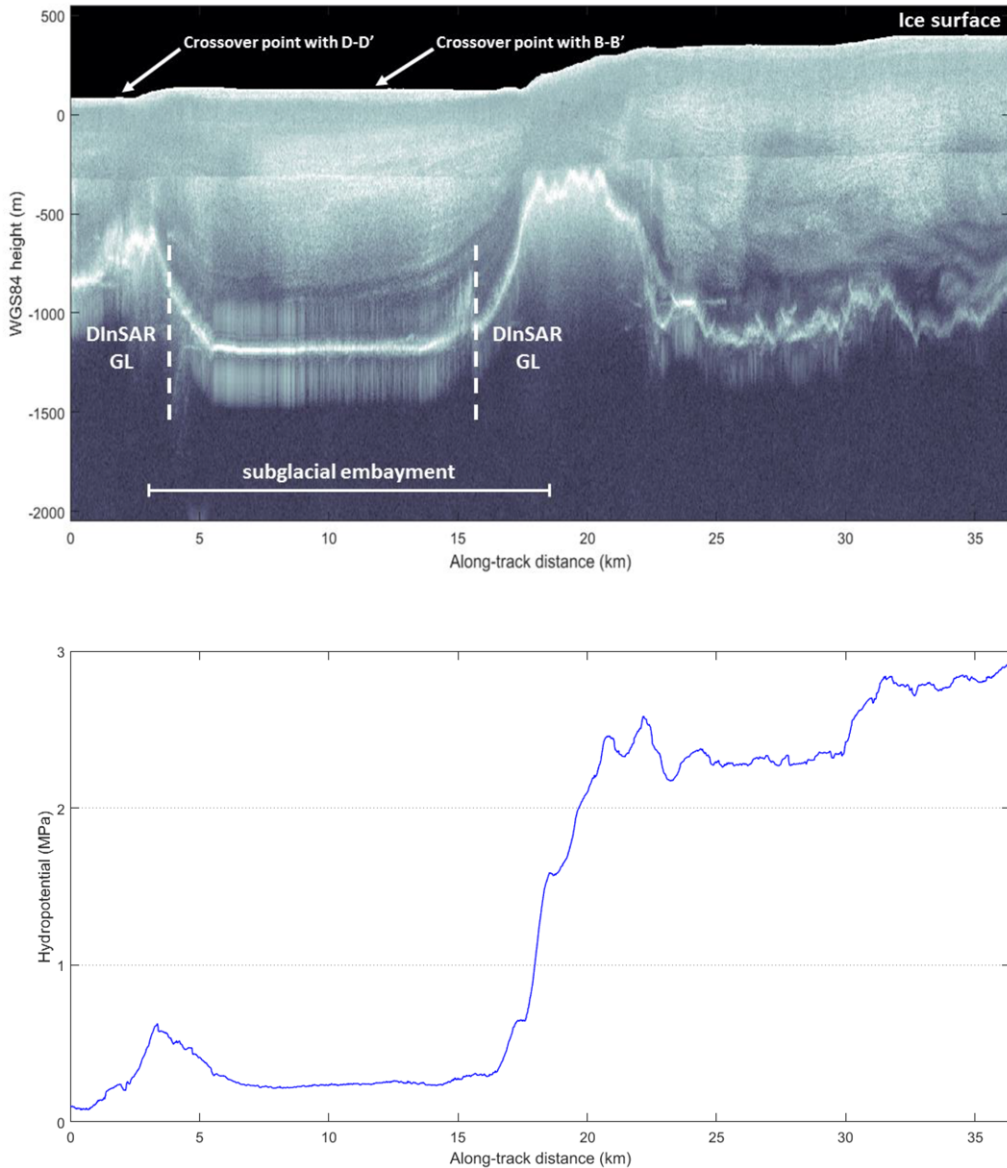 Ice surface
Crossover point with D-D’
Crossover point with B-B’
500
0
-500
-1000
-1500
-2000
WGS84 height (m)
DInSAR
GL
DInSAR
GL
subglacial embayment
0 5 10 15 20 25 30 35
Along-track distance (km)
3
2
1
0
Hydropotential (MPa)
0 5 10 15 20 25 30 35
Along-track distance (km)